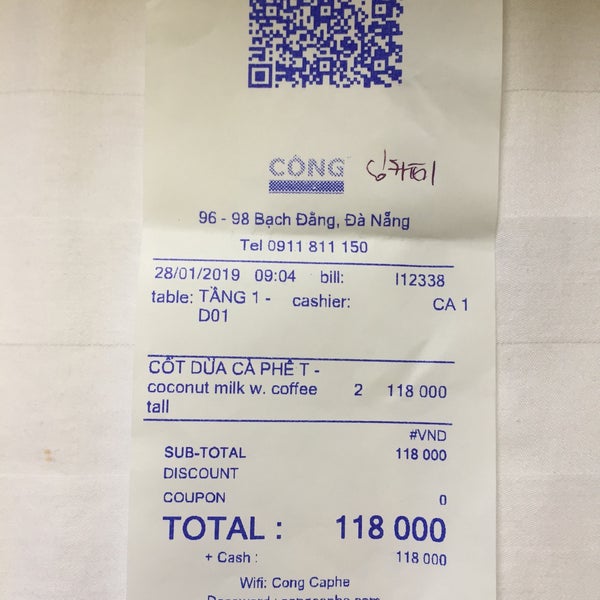 CỘNG
96 - 98 Bạch Đằng, Đà Nẵng
Tel 0911 811 150
28/01/2019 09:04 bill: I12338
table: TẦNG 1 - D01 cashier: CA 1
CỐT DỪA CÀ PHÊ T -
coconut milk w. coffee 2 118 000
tall
#VND
SUB-TOTAL 118 000
DISCOUNT
COUPON 0
TOTAL : 118 000
+ Cash : 118 000
Wifi: Cong Caphe